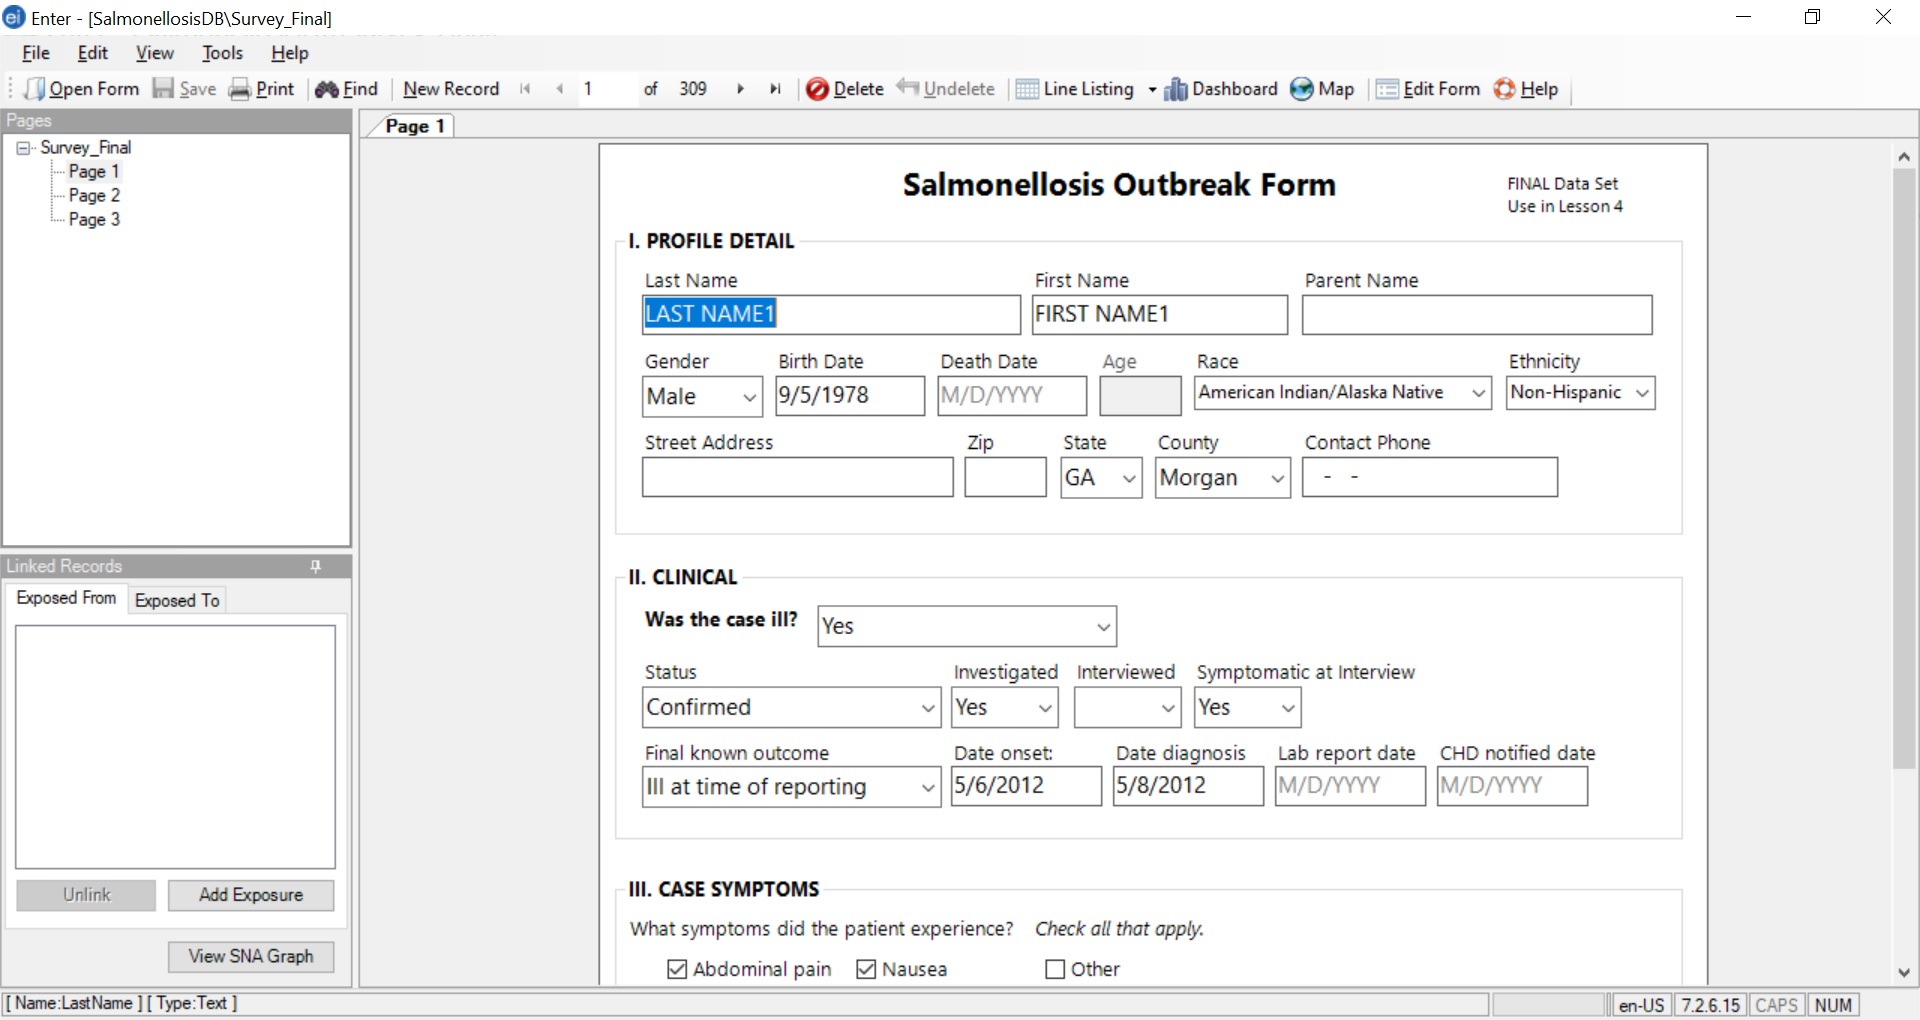 ei Enter - [SalmonellosisDB\Survey_Final]
File Edit View Tools Help
Open Form Save Print Find New Record 1 of 309 Delete Undelete Line Listing Dashboard Map Edit Form Help
Pages
Survey_Final
Page 1
Page 2
Page 3
Linked Records
Exposed From Exposed To
Unlink Add Exposure
View SNA Graph
Page 1
Salmonellosis Outbreak Form
FINAL Data Set
Use in Lesson 4
I. PROFILE DETAIL
Last Name First Name Parent Name
LAST NAME1 FIRST NAME1
Gender Birth Date Death Date Age Race Ethnicity
Male 9/5/1978 M/D/YYYY American Indian/Alaska Native Non-Hispanic
Street Address Zip State County Contact Phone
GA Morgan - -
II. CLINICAL
Was the case ill? Yes
Status Investigated Interviewed Symptomatic at Interview
Confirmed Yes Yes
Final known outcome Date onset: Date diagnosis Lab report date CHD notified date
Ill at time of reporting 5/6/2012 5/8/2012 M/D/YYYY M/D/YYYY
III. CASE SYMPTOMS
What symptoms did the patient experience? Check all that apply.
Abdominal pain Nausea Other
[ Name:LastName ] [ Type:Text ] en-US 7.2.6.15 CAPS NUM